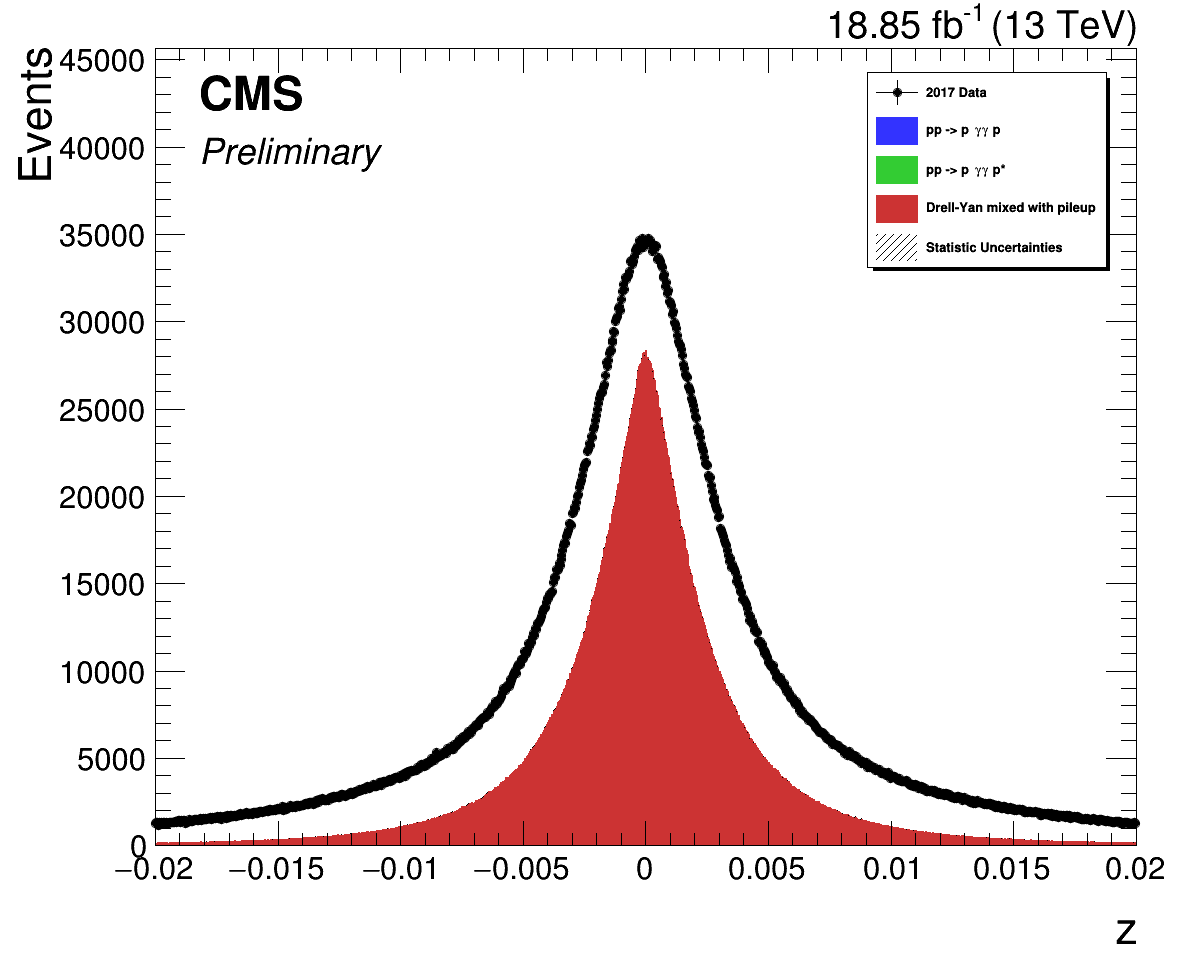 18.85 fb⁻¹ (13 TeV)
Events
CMS
Preliminary
2017 Data
pp -> p γγ p
pp -> p γγ p*
Drell-Yan mixed with pileup
Statistic Uncertainties
45000
40000
35000
30000
25000
20000
15000
10000
5000
0
−0.02 −0.015 −0.01 −0.005 0 0.005 0.01 0.015 0.02
z